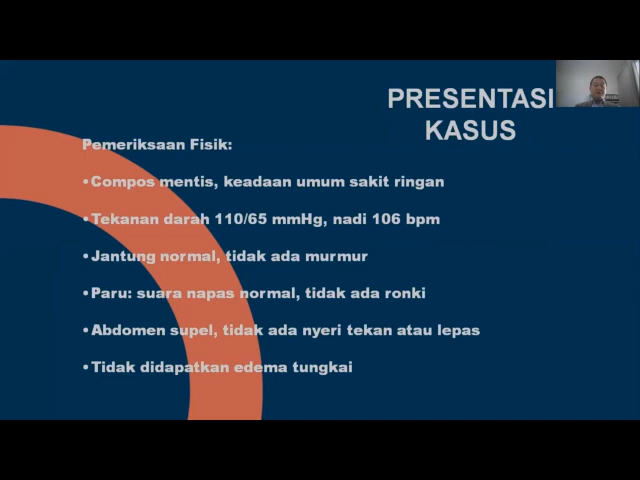 PRESENTASI
KASUS
Pemeriksaan Fisik:
•Compos mentis, keadaan umum sakit ringan
•Tekanan darah 110/65 mmHg, nadi 106 bpm
•Jantung normal, tidak ada murmur
•Paru: suara napas normal, tidak ada ronki
•Abdomen supel, tidak ada nyeri tekan atau lepas
•Tidak didapatkan edema tungkai